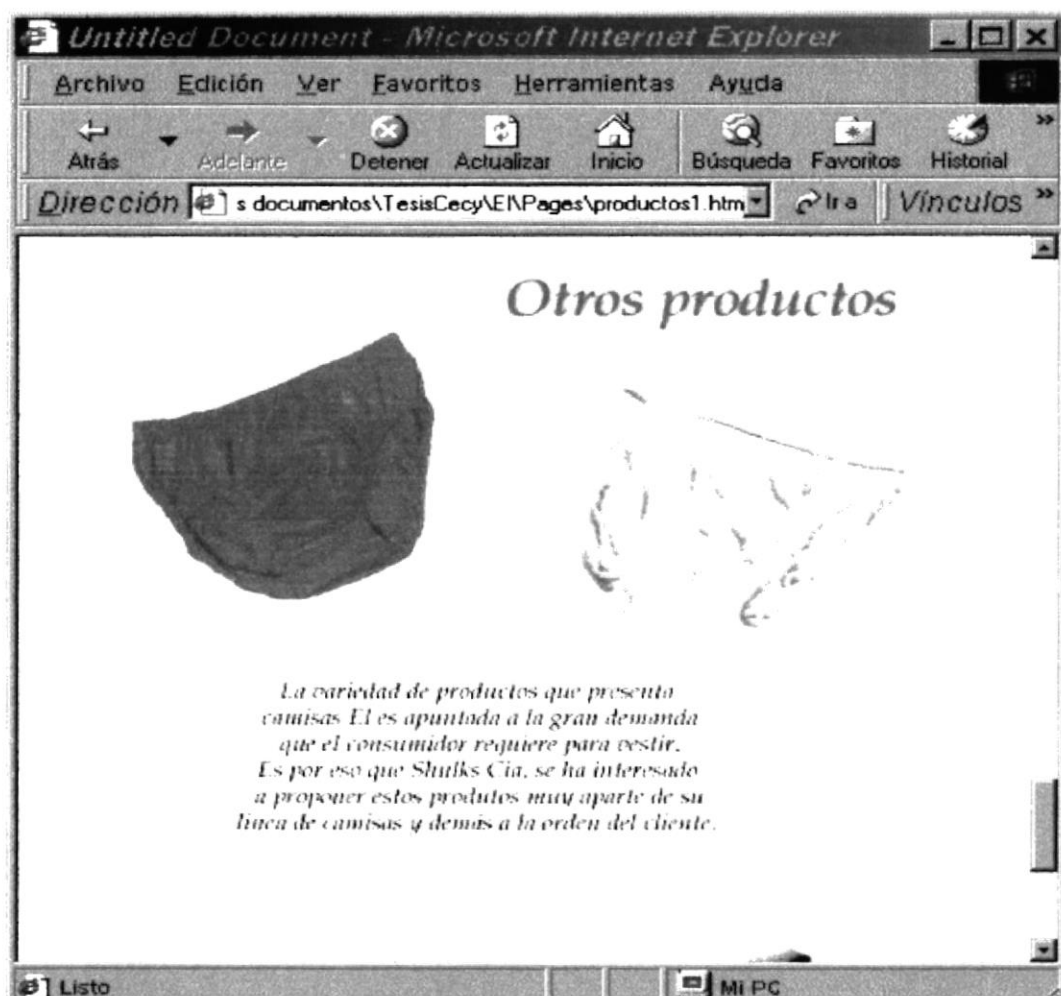 Untitled Document - Microsoft Internet Explorer
Archivo Edición Ver Favoritos Herramientas Ayuda
Atrás Adelante Detener Actualizar Inicio Búsqueda Favoritos Historial »
Dirección s documentos\TesisCecy\El\Pages\productos1.htm Ir a Vínculos »
Otros productos
La variedad de productos que presenta
camisas El es apuntada a la gran demanda
que el consumidor requiere para vestir.
Es por eso que Shulks Cia, se ha interesado
a proponer estos produtos muy aparte de su
linea de camisas y demás a la orden del cliente.
Listo Mi PC